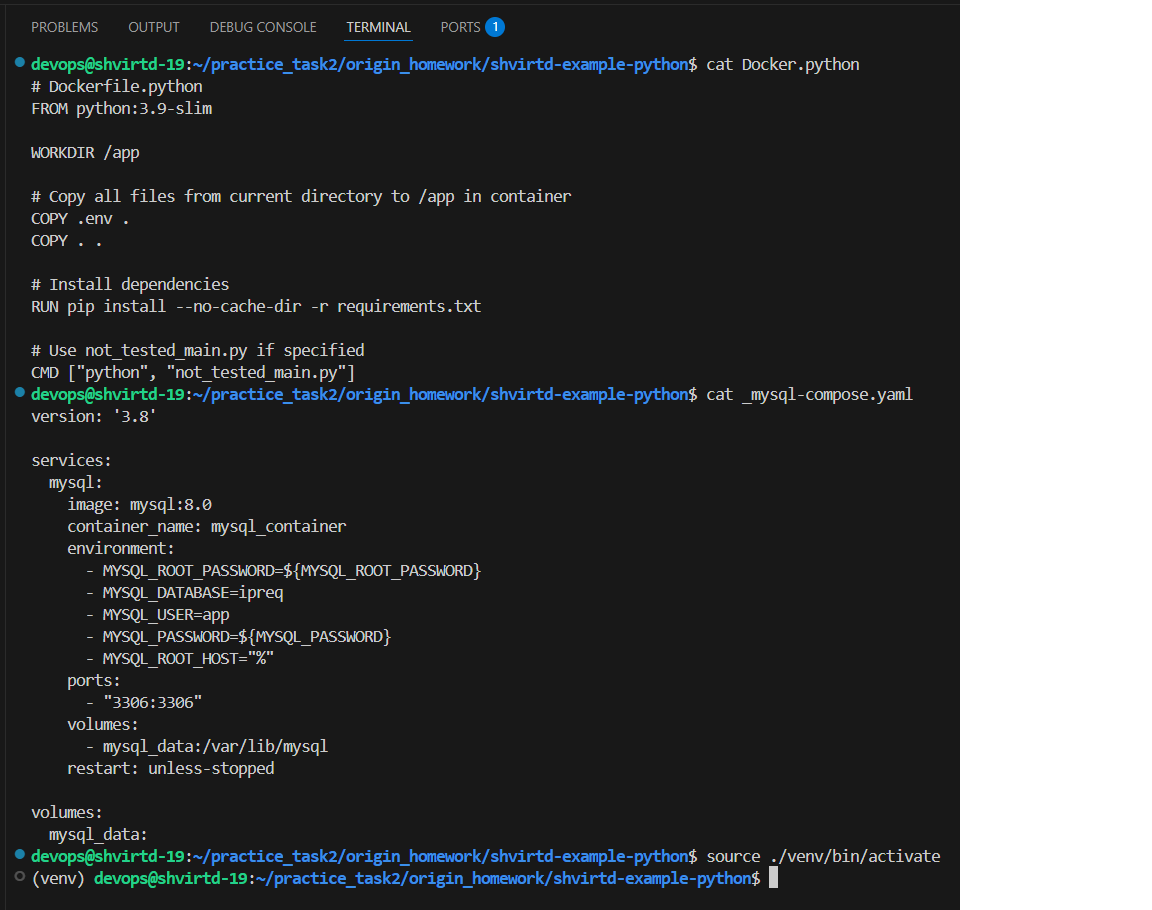 PROBLEMS OUTPUT DEBUG CONSOLE TERMINAL PORTS 1
devops@shvirtd-19:~/practice_task2/origin_homework/shvirtd-example-python$ cat Docker.python
# Dockerfile.python
FROM python:3.9-slim
WORKDIR /app
# Copy all files from current directory to /app in container
COPY .env .
COPY . .
# Install dependencies
RUN pip install --no-cache-dir -r requirements.txt
# Use not_tested_main.py if specified
CMD ["python", "not_tested_main.py"]
devops@shvirtd-19:~/practice_task2/origin_homework/shvirtd-example-python$ cat _mysql-compose.yaml
version: '3.8'
services:
  mysql:
    image: mysql:8.0
    container_name: mysql_container
    environment:
      - MYSQL_ROOT_PASSWORD=${MYSQL_ROOT_PASSWORD}
      - MYSQL_DATABASE=ipreq
      - MYSQL_USER=app
      - MYSQL_PASSWORD=${MYSQL_PASSWORD}
      - MYSQL_ROOT_HOST="%"
    ports:
      - "3306:3306"
    volumes:
      - mysql_data:/var/lib/mysql
    restart: unless-stopped
volumes:
  mysql_data:
devops@shvirtd-19:~/practice_task2/origin_homework/shvirtd-example-python$ source ./venv/bin/activate
(venv) devops@shvirtd-19:~/practice_task2/origin_homework/shvirtd-example-python$